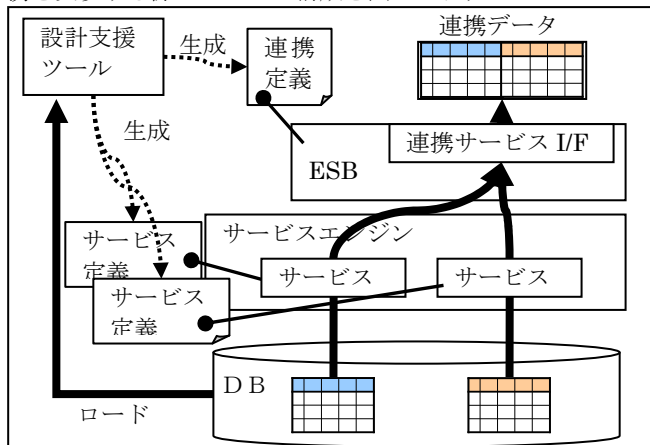 設計支援
ツール
生成
連携
定義
連携データ
生成
連携サービス I/F
ESB
サービス
定義
サービスエンジン
サービス
サービス
サービス
定義
ＤＢ
ロード